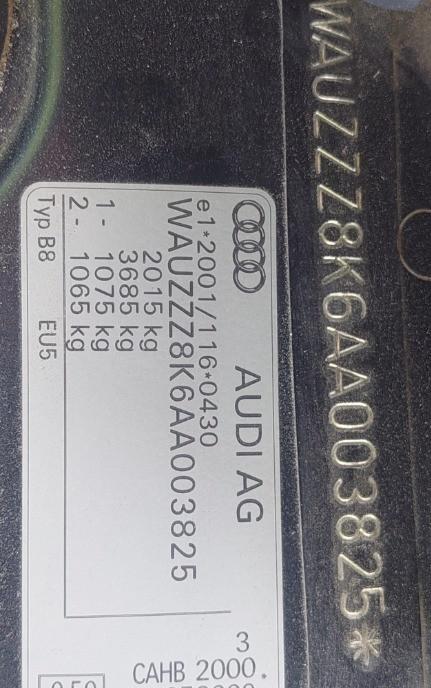 WAUZZZ8K6AA003825*
AUDI AG
e1*2001/116*0430
WAUZZZ8K6AA003825
2015 kg
3685 kg
1- 1075 kg
2- 1065 kg
Typ B8 EU5
3
CAHB 2000.